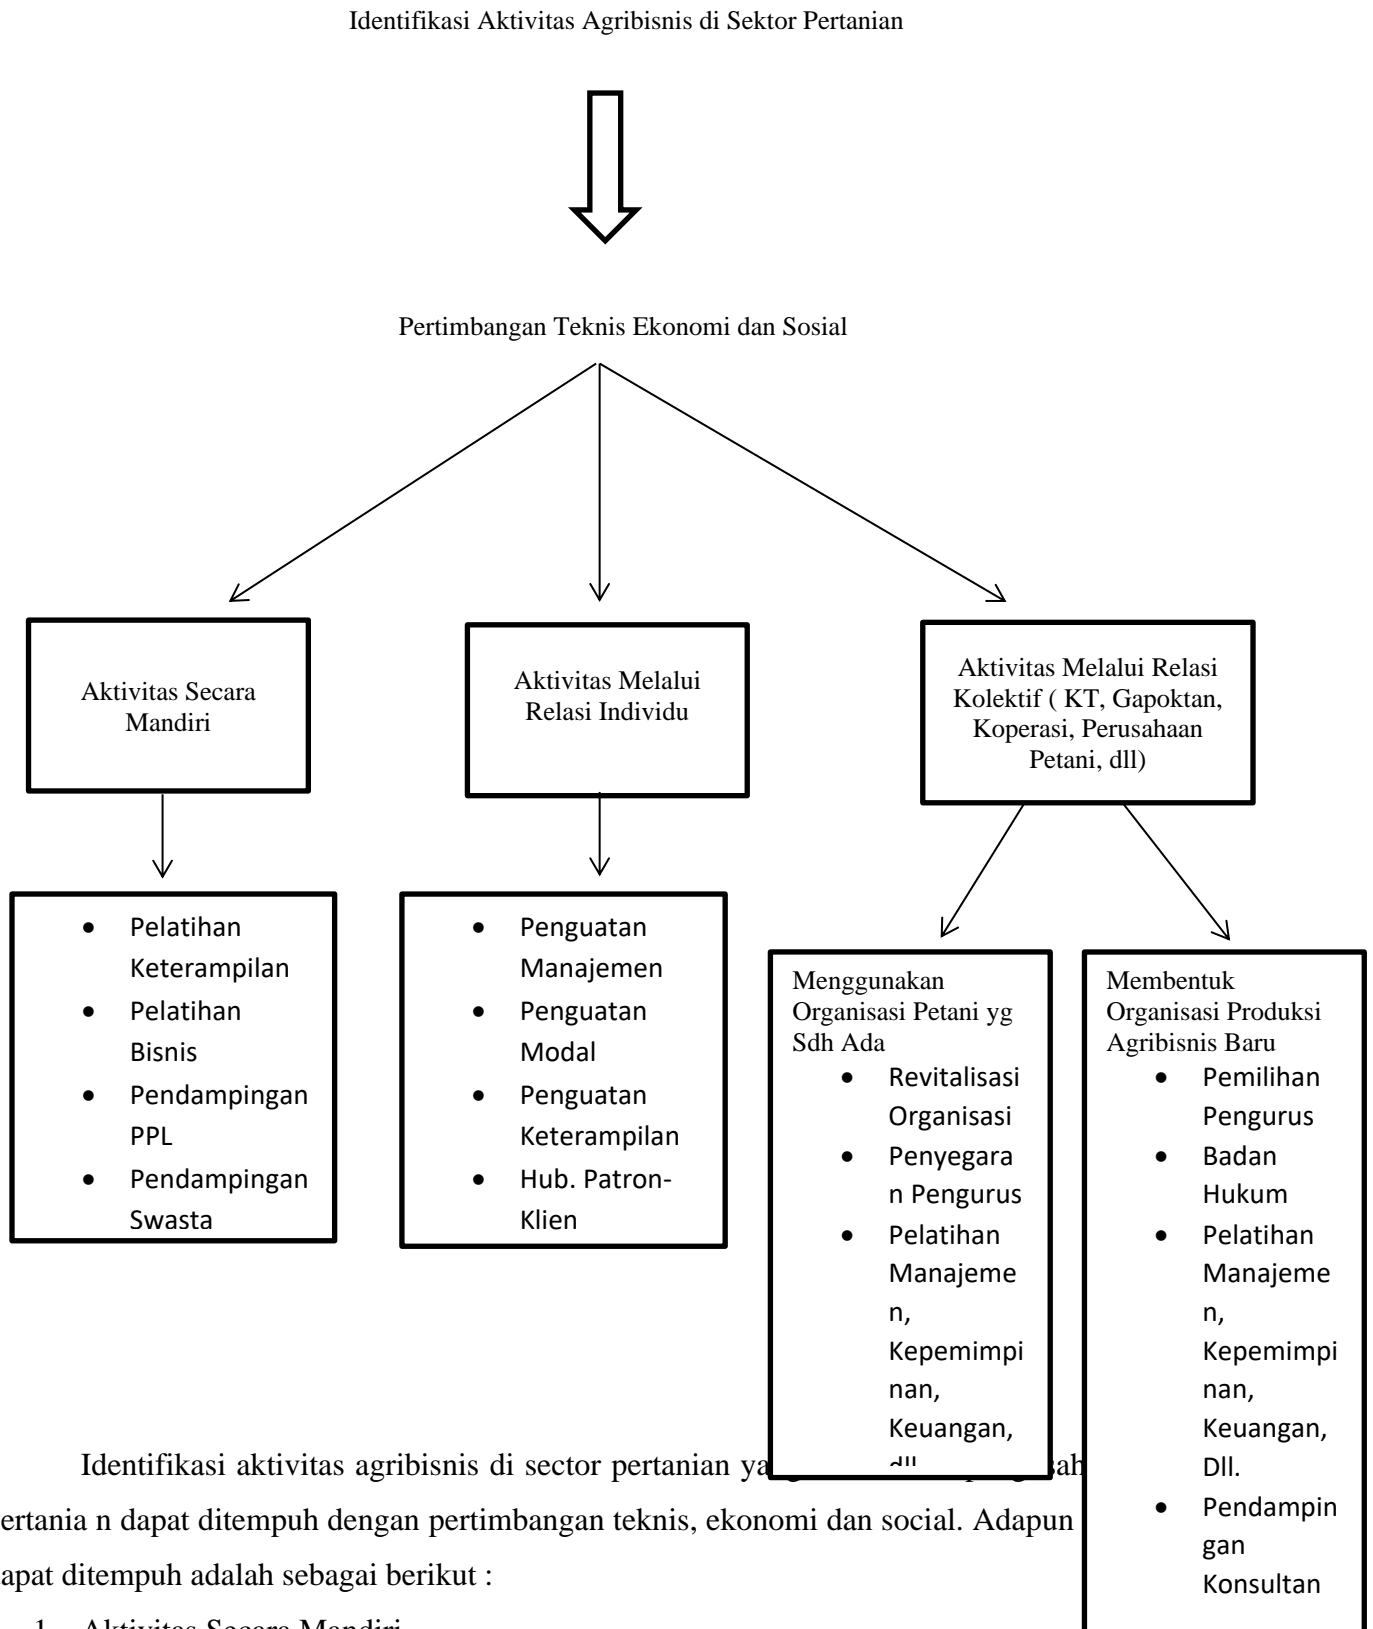 Identifikasi Aktivitas Agribisnis di Sektor Pertanian
Pertimbangan Teknis Ekonomi dan Sosial
Aktivitas Secara
Mandiri
Aktivitas Melalui
Relasi Individu
Aktivitas Melalui Relasi
Kolektif ( KT, Gapoktan,
Koperasi, Perusahaan
Petani, dll)
• Pelatihan
Keterampilan
• Pelatihan
Bisnis
• Pendampingan
PPL
• Pendampingan
Swasta
• Penguatan
Manajemen
• Penguatan
Modal
• Penguatan
Keterampilan
• Hub. Patron-
Klien
Menggunakan
Organisasi Petani yg
Sdh Ada
• Revitalisasi
Organisasi
• Penyegara
n Pengurus
• Pelatihan
Manajeme
n,
Kepemimpi
nan,
Keuangan,
dll
Membentuk
Organisasi Produksi
Agribisnis Baru
• Pemilihan
Pengurus
• Badan
Hukum
• Pelatihan
Manajeme
n,
Kepemimpi
nan,
Keuangan,
Dll.
• Pendampin
gan
Konsultan
Identifikasi aktivitas agribisnis di sector pertanian
ertania n dapat ditempuh dengan pertimbangan teknis, ekonomi dan social. Adapun
apat ditempuh adalah sebagai berikut :
1. Aktivitas Secara Mandiri